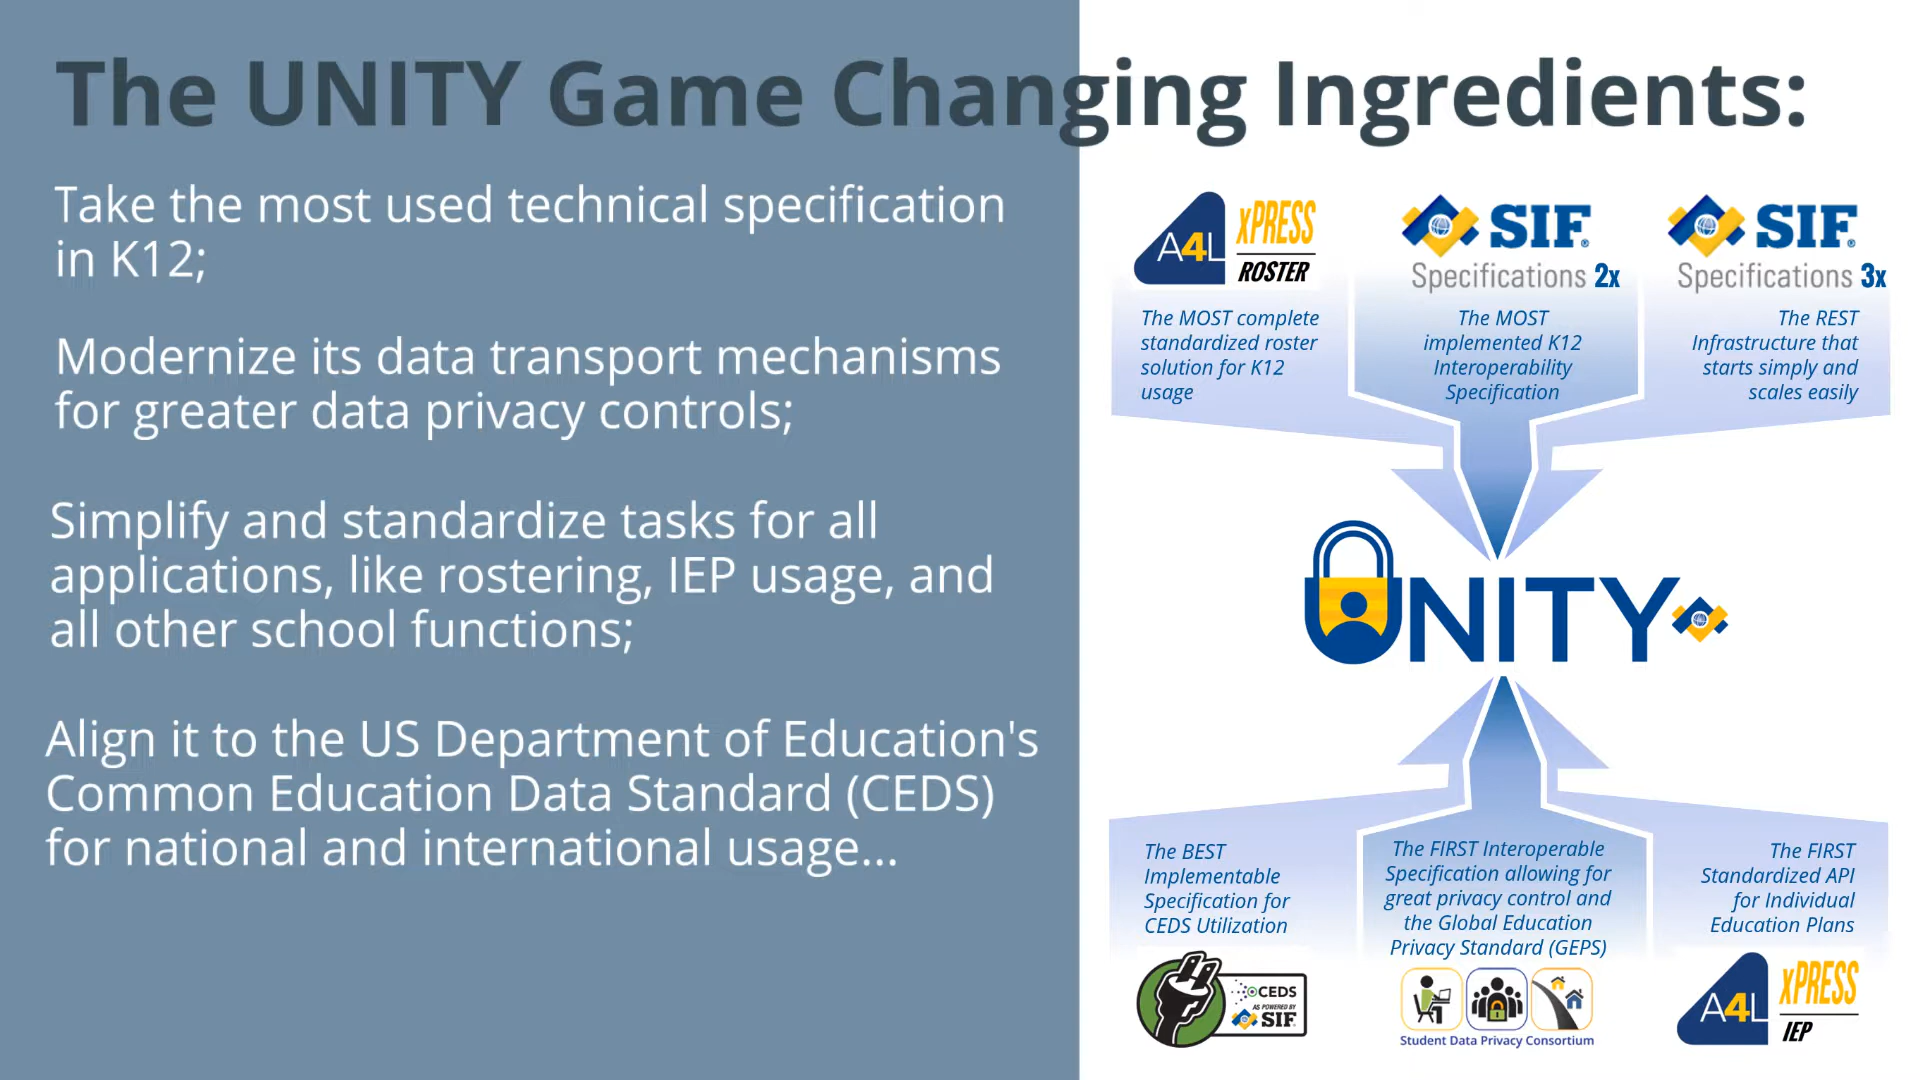 The UNITY Game Changing Ingredients:
Take the most used technical specification
in K12;
Modernize its data transport mechanisms
for greater data privacy controls;
Simplify and standardize tasks for all
applications, like rostering, IEP usage, and
all other school functions;
Align it to the US Department of Education's
Common Education Data Standard (CEDS)
for national and international usage...
A4L
xPRESS
ROSTER
The MOST complete
standardized roster
solution for K12
usage
SIF®
Specifications 2x
The MOST
implemented K12
Interoperability
Specification
SIF®
Specifications 3x
The REST
Infrastructure that
starts simply and
scales easily
UNITY
The BEST
Implementable
Specification for
CEDS Utilization
CEDS
AS POWERED BY
SIF
The FIRST Interoperable
Specification allowing for
great privacy control and
the Global Education
Privacy Standard (GEPS)
Student Data Privacy Consortium
The FIRST
Standardized API
for Individual
Education Plans
A4L
xPRESS
IEP